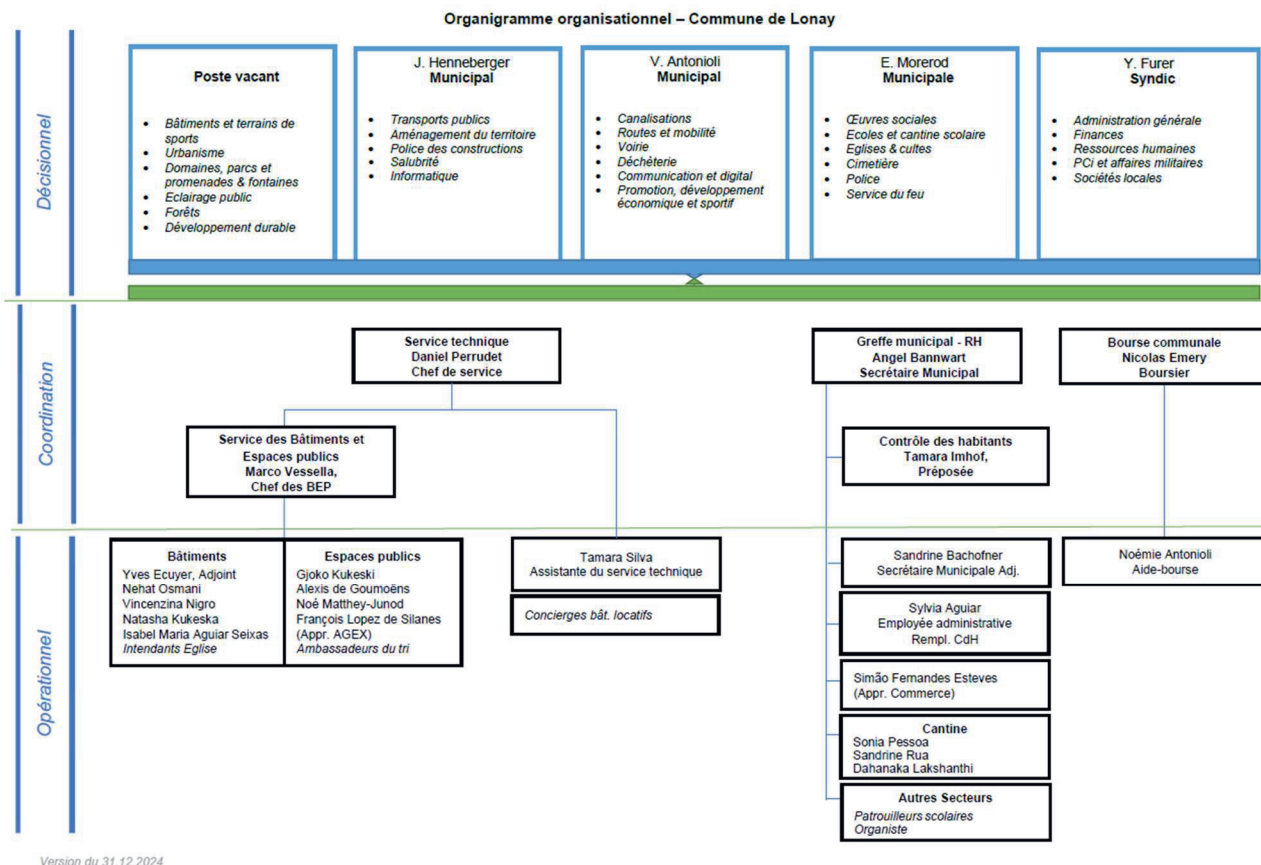 Organigramme organisationnel – Commune de Lonay
Décisionnel
Poste vacant
• Bâtiments et terrains de
sports
• Urbanisme
• Domaines, parcs et
promenades & fontaines
• Eclairage public
• Forêts
• Développement durable
J. Henneberger
Municipal
• Transports publics
• Aménagement du territoire
• Police des constructions
• Salubrité
• Informatique
V. Antonioli
Municipal
• Canalisations
• Routes et mobilité
• Voirie
• Déchèterie
• Communication et digital
• Promotion, développement
économique et sportif
E. Morerod
Municipale
• Œuvres sociales
• Ecoles et cantine scolaire
• Eglises & cultes
• Cimetière
• Police
• Service du feu
Y. Furer
Syndic
• Administration générale
• Finances
• Ressources humaines
• PCi et affaires militaires
• Sociétés locales
Coordination
Service technique
Daniel Perrudet
Chef de service
Greffe municipal - RH
Angel Bannwart
Secrétaire Municipal
Bourse communale
Nicolas Emery
Boursier
Service des Bâtiments et
Espaces publics
Marco Vessella,
Chef des BEP
Contrôle des habitants
Tamara Imhof,
Préposée
Opérationnel
Bâtiments
Yves Ecuyer, Adjoint
Nehat Osmani
Vincenzina Nigro
Natasha Kukeska
Isabel Maria Aguiar Seixas
Intendants Eglise
Espaces publics
Gjoko Kukeski
Alexis de Goumoëns
Noé Matthey-Junod
François Lopez de Silanes
(Appr. AGEX)
Ambassadeurs du tri
Tamara Silva
Assistante du service technique
Concierges bât. locatifs
Sandrine Bachofner
Secrétaire Municipale Adj.
Sylvia Aguiar
Employée administrative
Rempl. CdH
Simão Fernandes Esteves
(Appr. Commerce)
Cantine
Sonia Pessoa
Sandrine Rua
Dahanaka Lakshanthi
Autres Secteurs
Patrouilleurs scolaires
Organiste
Noémie Antonioli
Aide-bourse
Version du 31.12.2024